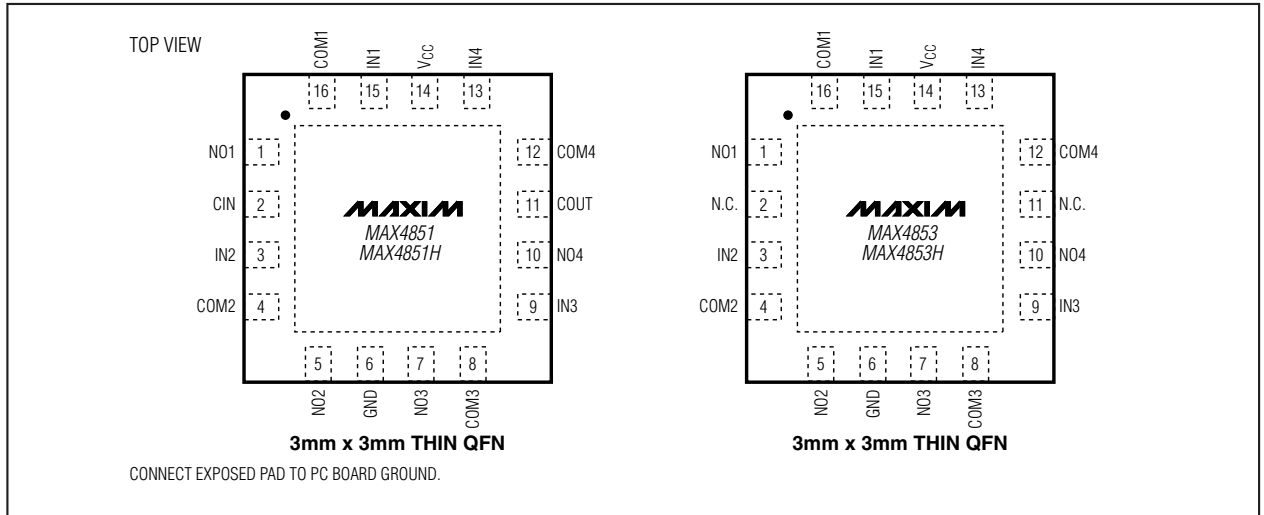 TOP VIEW
COM1
IN1
VCC
IN4
16
15
14
13
NO1
1
CIN
2
IN2
3
COM2
4
MAXIM
MAX4851
MAX4851H
12
COM4
11
COUT
10
NO4
9
IN3
5
6
7
8
NO2
GND
NO3
COM3
3mm x 3mm THIN QFN
COM1
IN1
VCC
IN4
16
15
14
13
NO1
1
N.C.
2
IN2
3
COM2
4
MAXIM
MAX4853
MAX4853H
12
COM4
11
N.C.
10
NO4
9
IN3
5
6
7
8
NO2
GND
NO3
COM3
3mm x 3mm THIN QFN
CONNECT EXPOSED PAD TO PC BOARD GROUND.